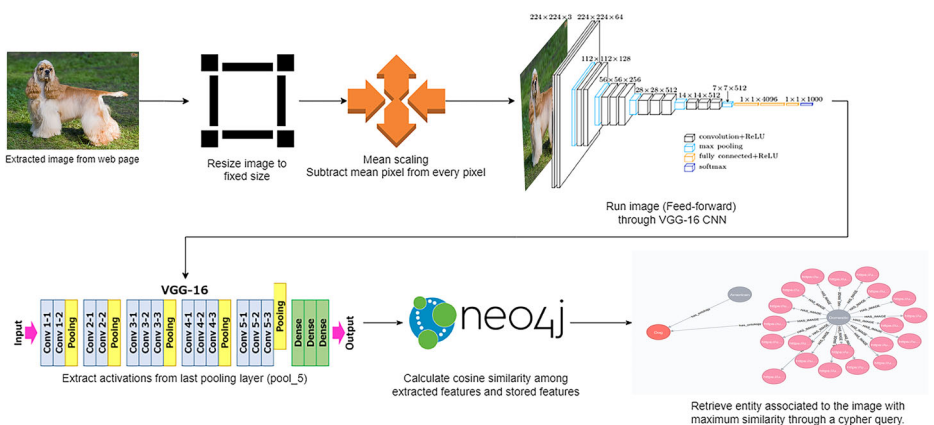 224×224×3
224×224×64
112×112×128
56×56×256
28×28×512
14×14×512
7×7×512
1×1×4096
1×1×1000
convolution+ReLU
max pooling
fully connected+ReLU
softmax
Extracted image from web page
Resize image to
fixed size
Mean scaling
Subtract mean pixel from every pixel
Run image (Feed-forward)
through VGG-16 CNN
VGG-16
Input
Conv 1-1
Conv 1-2
Pooling
Conv 2-1
Conv 2-2
Pooling
Conv 3-1
Conv 3-2
Conv 3-3
Pooling
Conv 4-1
Conv 4-2
Conv 4-3
Pooling
Conv 5-1
Conv 5-2
Conv 5-3
Pooling
Dense
Dense
Dense
Output
Extract activations from last pooling layer (pool_5)
neo4j
Calculate cosine similarity among
extracted features and stored features
Retrieve entity associated to the image with
maximum similarity through a cypher query.